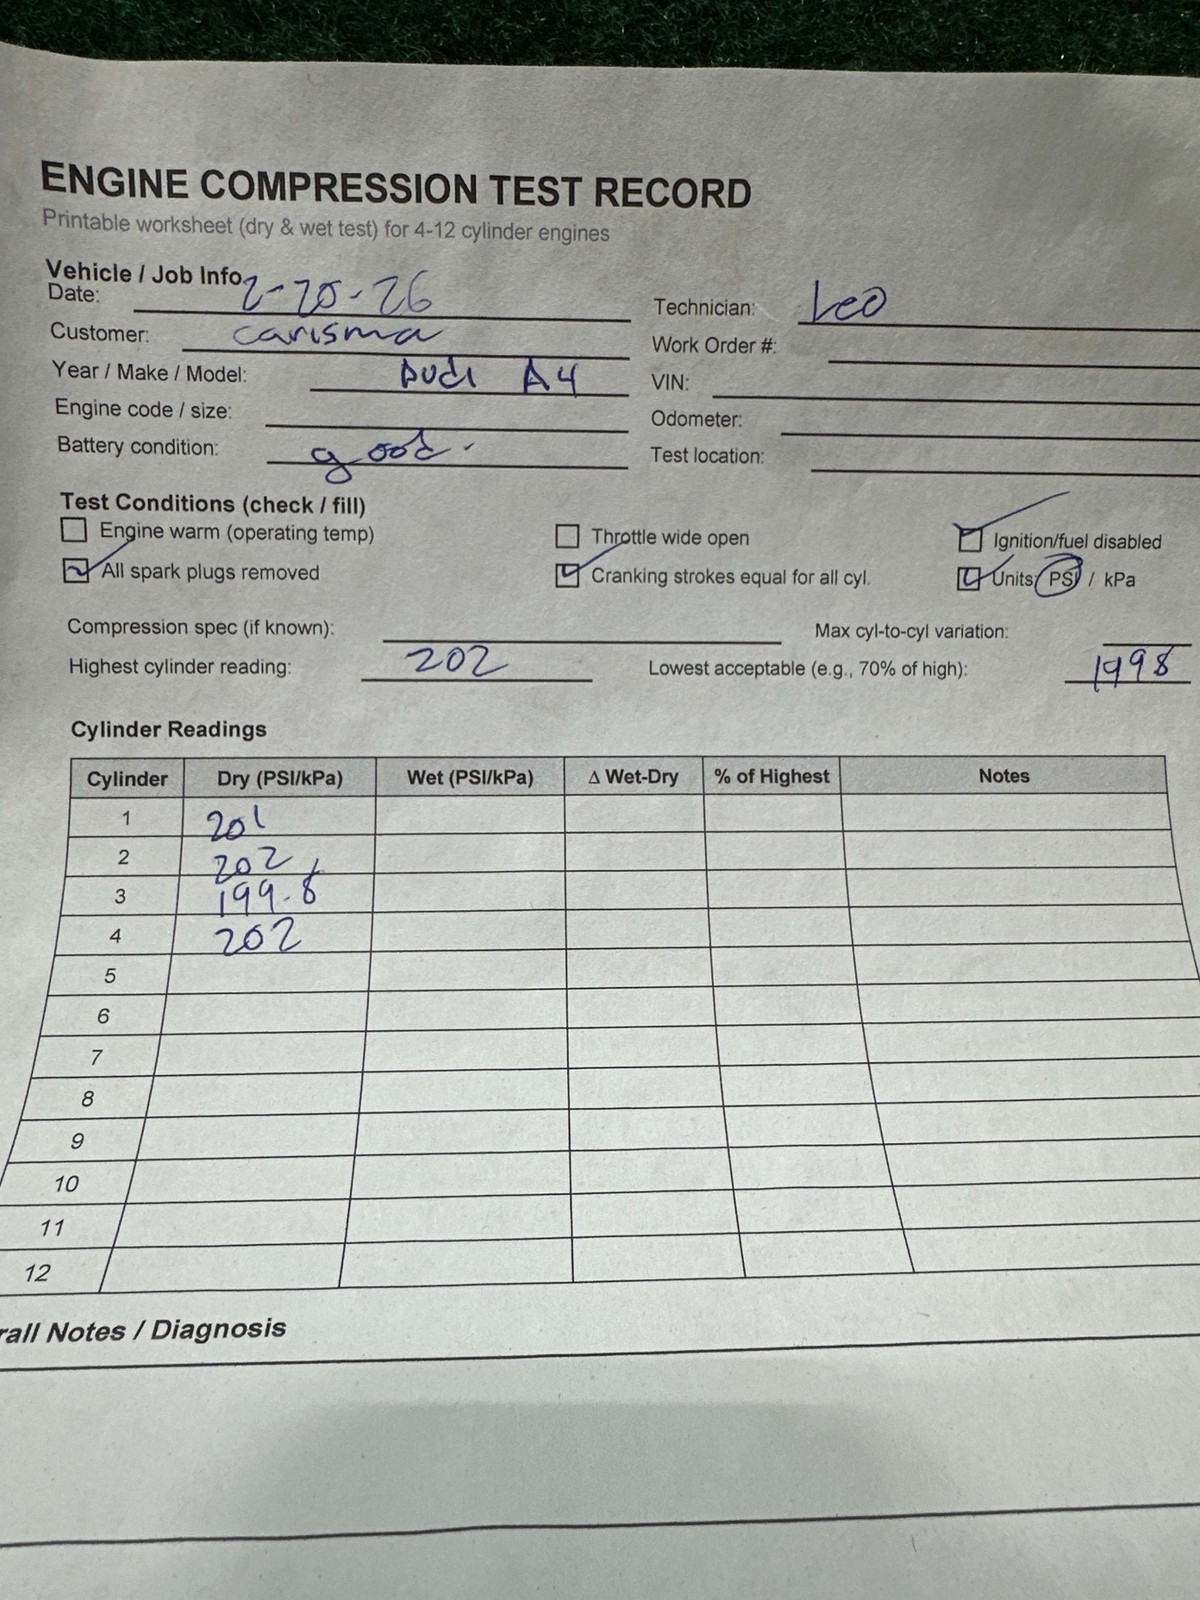 ENGINE COMPRESSION TEST RECORD
Printable worksheet (dry & wet test) for 4-12 cylinder engines
Vehicle / Job Info
Date: 2-20-26 Technician: Leo
Customer: carisma Work Order #:
Year / Make / Model: Audi A4 VIN:
Engine code / size: Odometer:
Battery condition: good. Test location:
Test Conditions (check / fill)
Engine warm (operating temp) Throttle wide open Ignition/fuel disabled
All spark plugs removed Cranking strokes equal for all cyl. Units: PSI / kPa
Compression spec (if known): Max cyl-to-cyl variation:
Highest cylinder reading: 202 Lowest acceptable (e.g., 70% of high): 1998
Cylinder Readings
Cylinder Dry (PSI/kPa) Wet (PSI/kPa) Δ Wet-Dry % of Highest Notes
1 201
2 202
3 199.8
4 202
5
6
7
8
9
10
11
12
rall Notes / Diagnosis